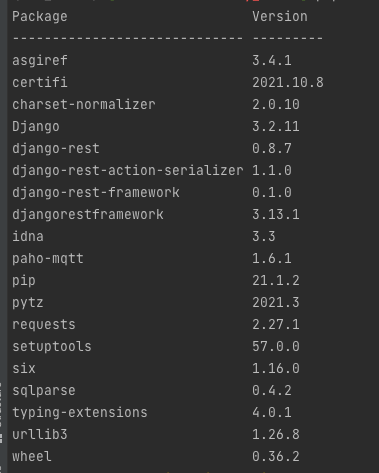 Package Version
---------------------------- ---------
asgiref 3.4.1
certifi 2021.10.8
charset-normalizer 2.0.10
Django 3.2.11
django-rest 0.8.7
django-rest-action-serializer 1.1.0
django-rest-framework 0.1.0
djangorestframework 3.13.1
idna 3.3
paho-mqtt 1.6.1
pip 21.1.2
pytz 2021.3
requests 2.27.1
setuptools 57.0.0
six 1.16.0
sqlparse 0.4.2
typing-extensions 4.0.1
urllib3 1.26.8
wheel 0.36.2